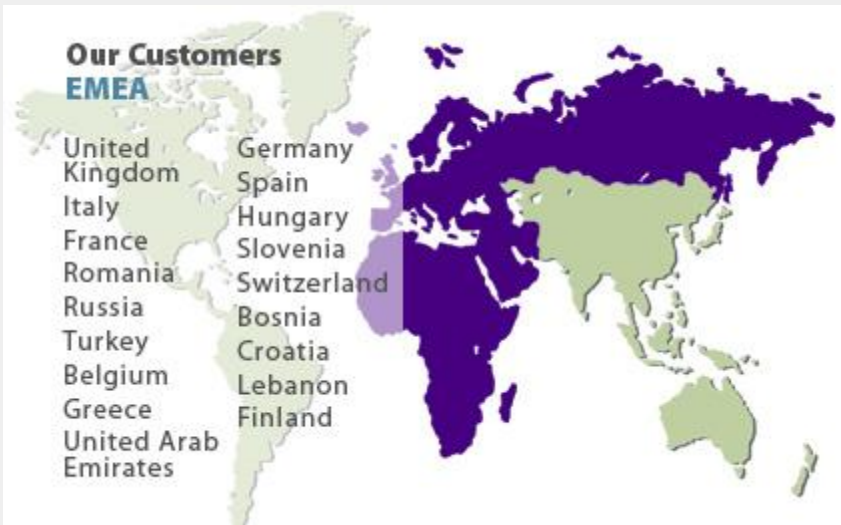 Our Customers
EMEA
United
Kingdom
Italy
France
Romania
Russia
Turkey
Belgium
Greece
United Arab
Emirates
Germany
Spain
Hungary
Slovenia
Switzerland
Bosnia
Croatia
Lebanon
Finland